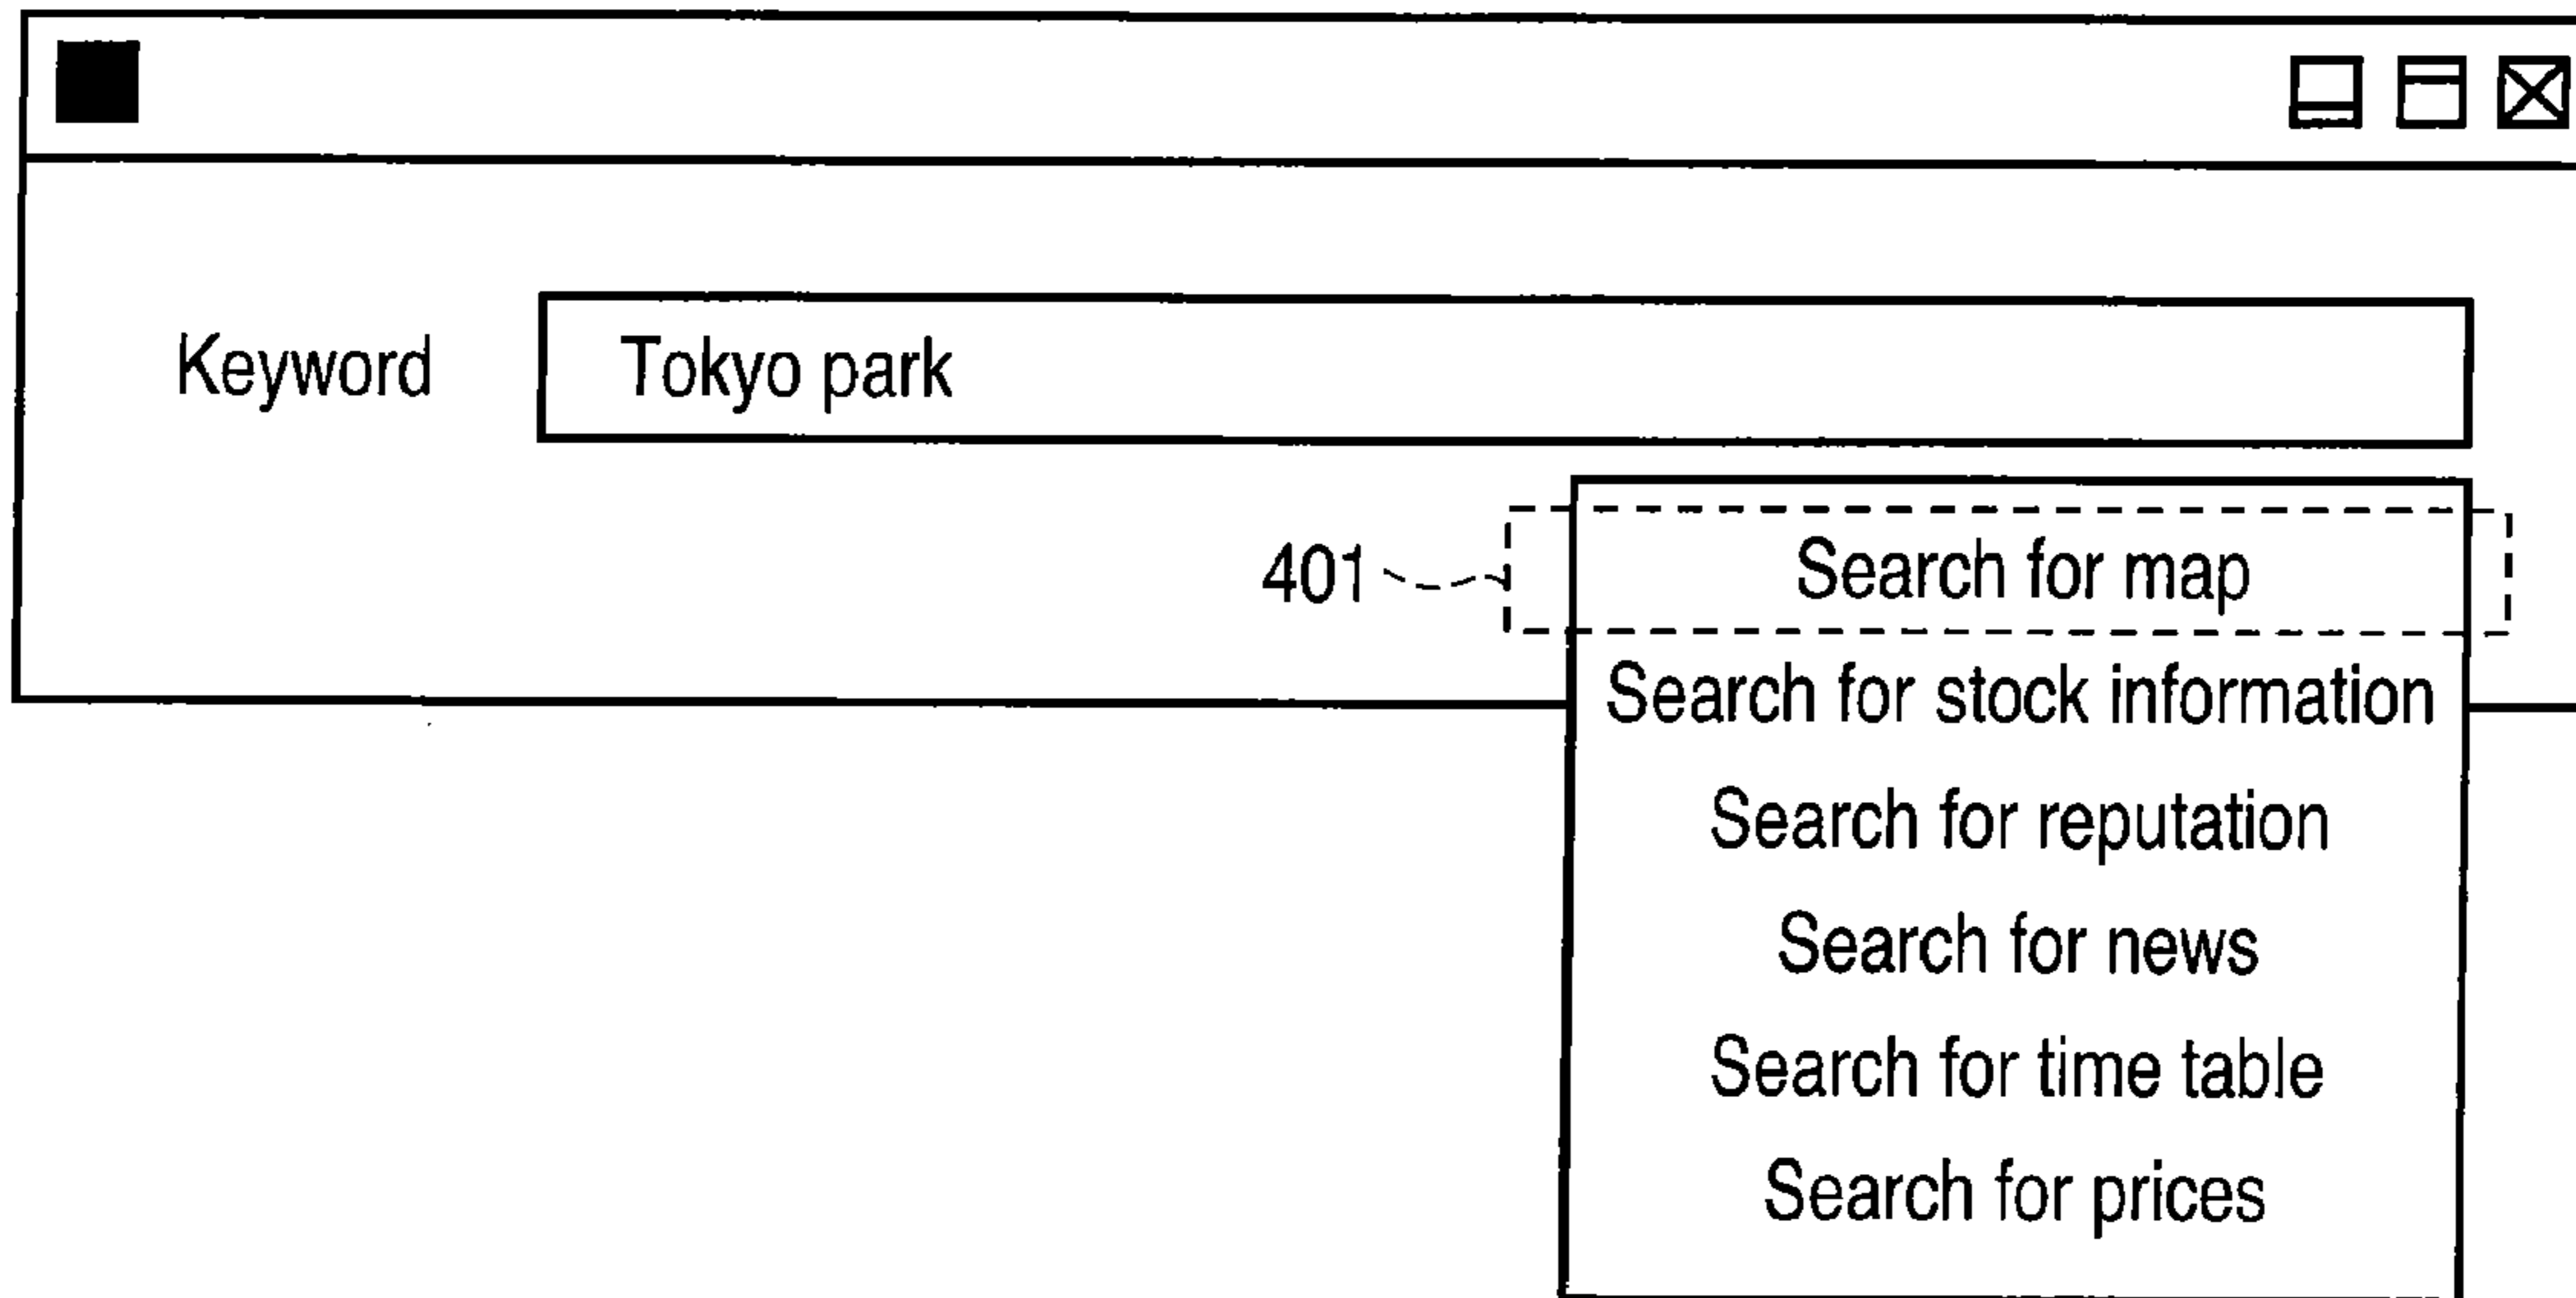 Keyword Tokyo park
401 Search for map
Search for stock information
Search for reputation
Search for news
Search for time table
Search for prices